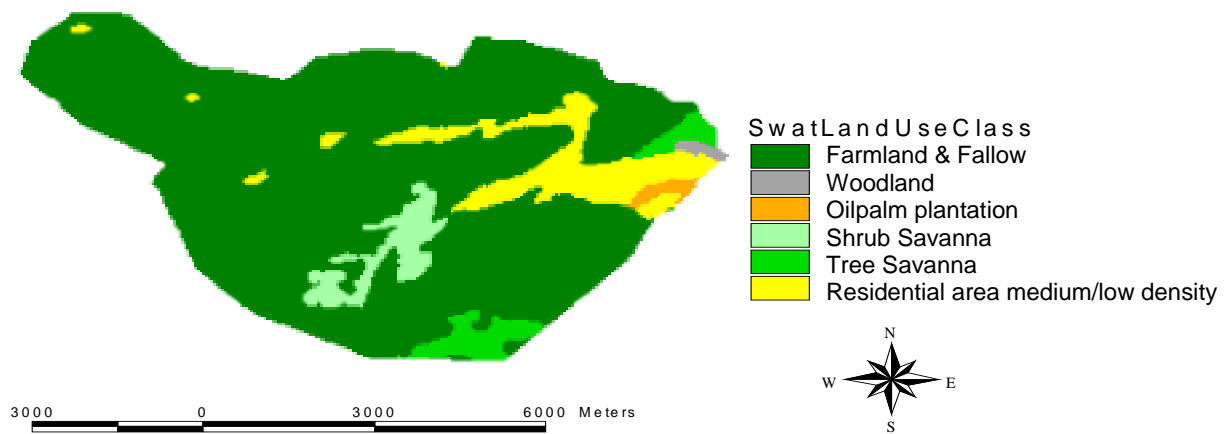 SwatLandUseClass
Farmland & Fallow
Woodland
Oilpalm plantation
Shrub Savanna
Tree Savanna
Residential area medium/low density
N
W E
S
3000 0 3000 6000 Meters